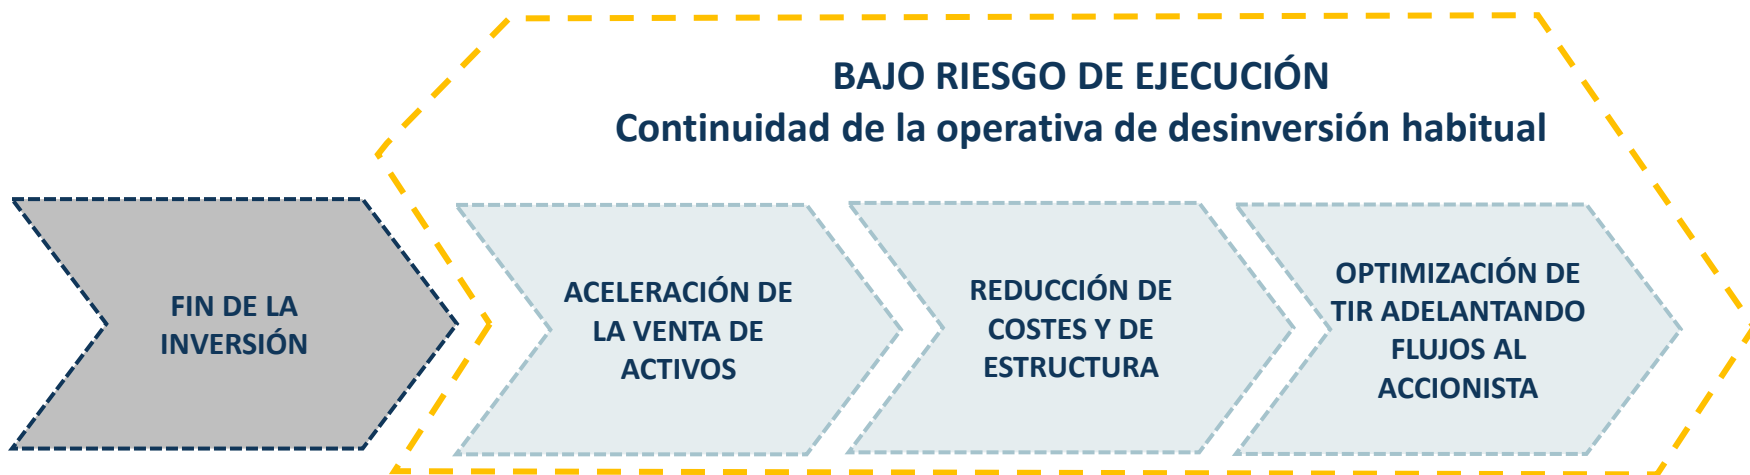 BAJO RIESGO DE EJECUCIÓN
Continuidad de la operativa de desinversión habitual
FIN DE LA
INVERSIÓN
ACELERACIÓN DE
LA VENTA DE
ACTIVOS
REDUCCIÓN DE
COSTES Y DE
ESTRUCTURA
OPTIMIZACIÓN DE
TIR ADELANTANDO
FLUJOS AL
ACCIONISTA